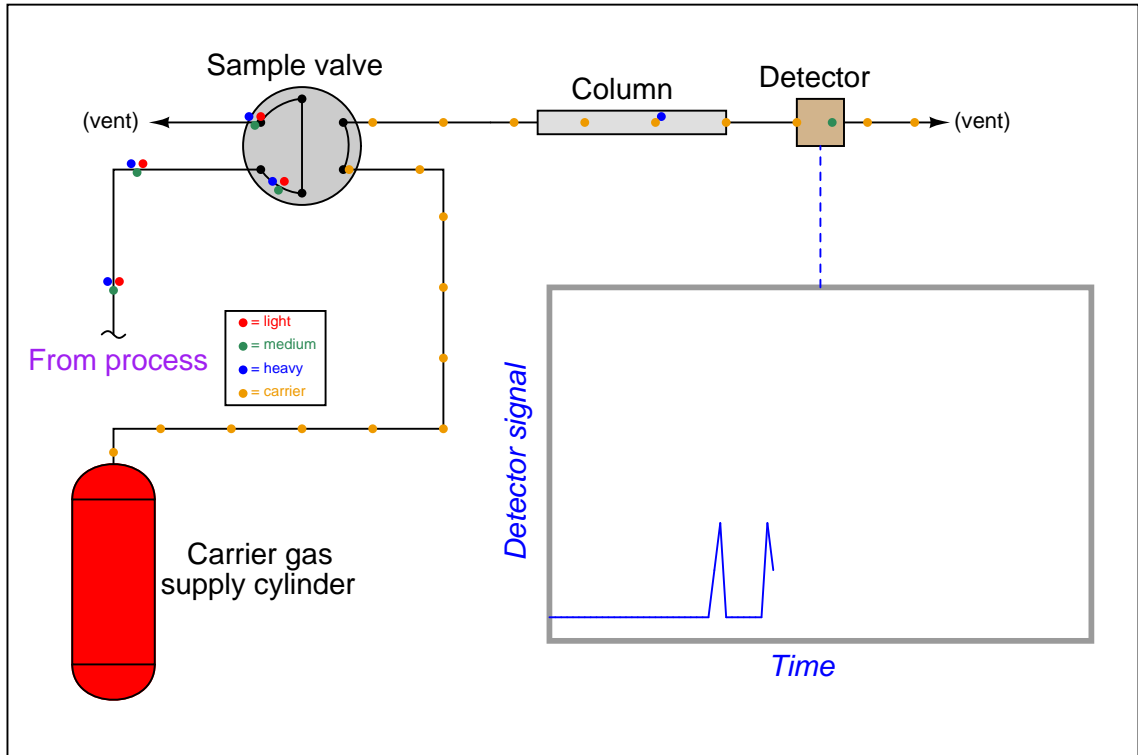 Sample valve
Column
Detector
(vent)
(vent)
From process
= light
= medium
= heavy
= carrier
Carrier gas
supply cylinder
Detector signal
Time